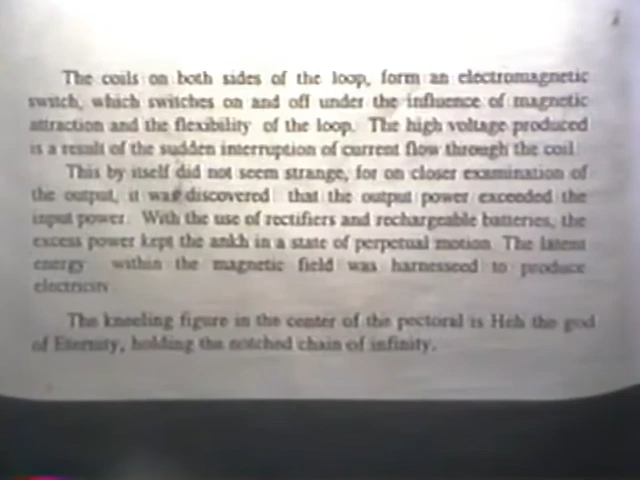 The coils on both sides of the loop, form an electromagnetic
switch, which switches on and off under the influence of magnetic
attraction and the flexibility of the loop. The high voltage produced
is a result of the sudden interruption of current flow through the coil.
This by itself did not seem strange, for on closer examination of
the output, it was discovered that the output power exceeded the
input power. With the use of rectifiers and rechargeable batteries, the
excess power kept the ankh in a state of perpetual motion. The latent
energy within the magnetic field was harnesseed to produce
electricity
The kneeling figure in the center of the pectoral is Heh the god
of Eternity, holding the notched chain of infinity.